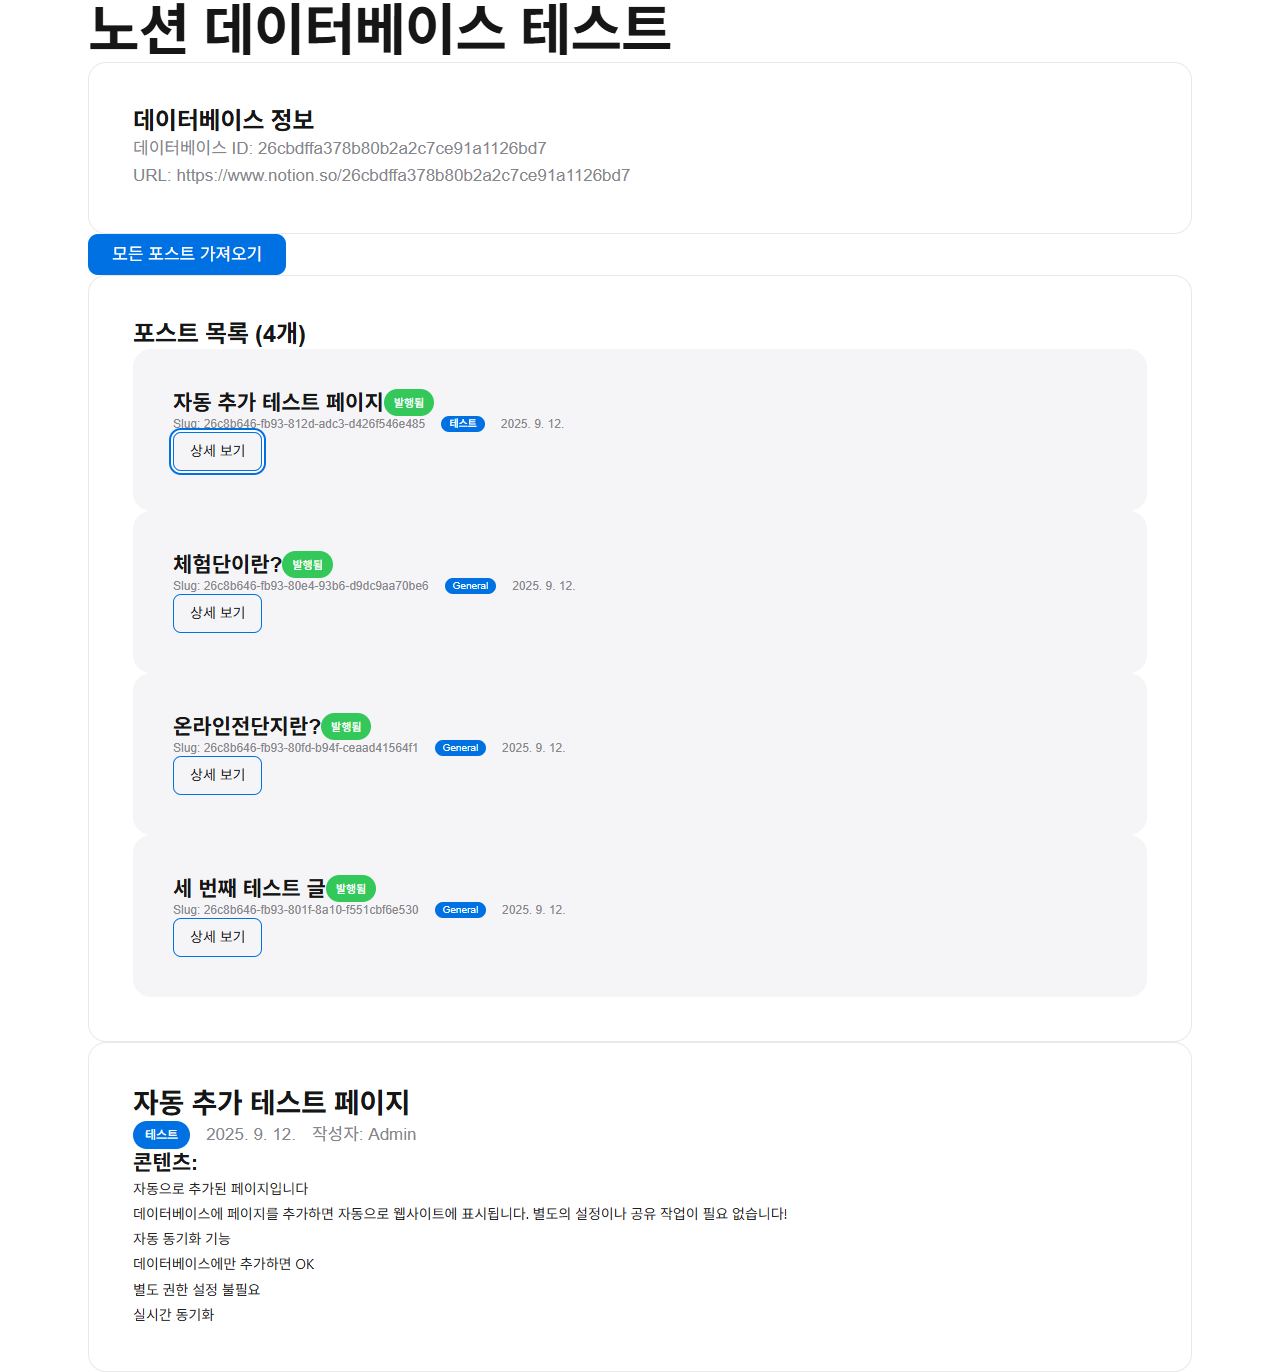 노션 데이터베이스 테스트
데이터베이스 정보
데이터베이스 ID: 26cbdffa378b80b2a2c7ce91a1126bd7
URL: https://www.notion.so/26cbdffa378b80b2a2c7ce91a1126bd7
모든 포스트 가져오기
포스트 목록 (4개)
자동 추가 테스트 페이지 발행됨
Slug: 26c8b646-fb93-812d-adc3-d426f546e485 테스트 2025. 9. 12.
상세 보기
체험단이란? 발행됨
Slug: 26c8b646-fb93-80e4-93b6-d9dc9aa70be6 General 2025. 9. 12.
상세 보기
온라인전단지란? 발행됨
Slug: 26c8b646-fb93-80fd-b94f-ceaad41564f1 General 2025. 9. 12.
상세 보기
세 번째 테스트 글 발행됨
Slug: 26c8b646-fb93-801f-8a10-f551cbf6e530 General 2025. 9. 12.
상세 보기
자동 추가 테스트 페이지
테스트 2025. 9. 12. 작성자: Admin
콘텐츠:
자동으로 추가된 페이지입니다
데이터베이스에 페이지를 추가하면 자동으로 웹사이트에 표시됩니다. 별도의 설정이나 공유 작업이 필요 없습니다!
자동 동기화 기능
데이터베이스에만 추가하면 OK
별도 권한 설정 불필요
실시간 동기화